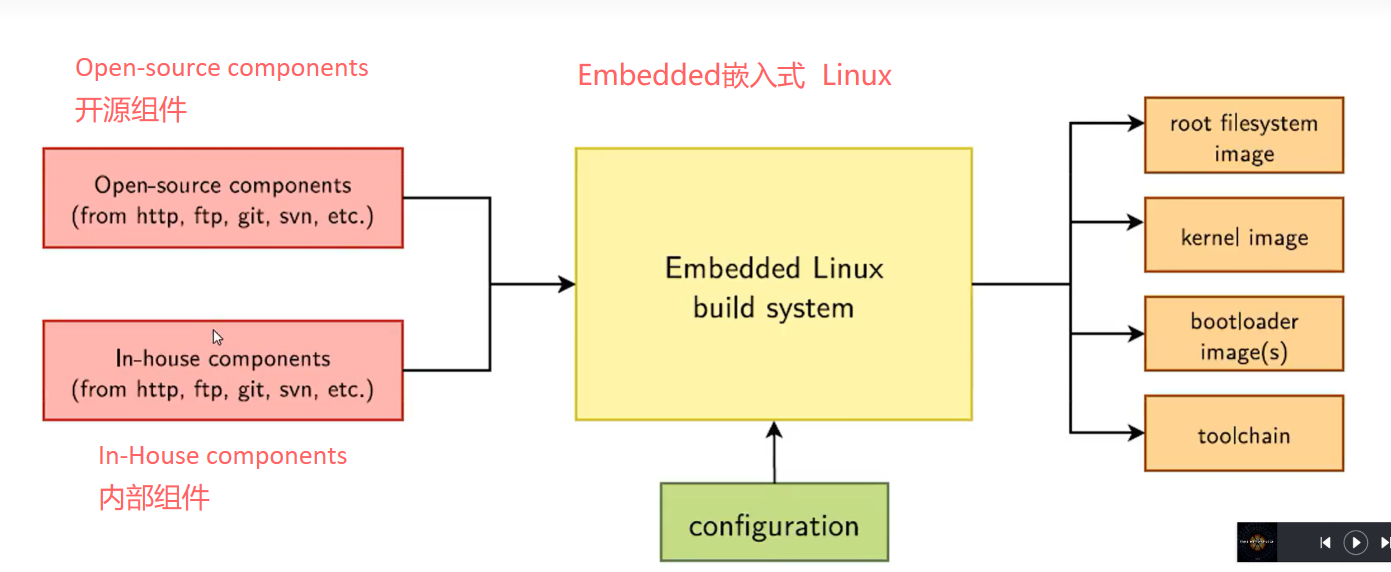 Open-source components
开源组件
Embedded嵌入式 Linux
Open-source components
(from http, ftp, git, svn, etc.)
In-house components
(from http, ftp, git, svn, etc.)
In-House components
内部组件
Embedded Linux
build system
configuration
root filesystem
image
kernel image
bootloader
image(s)
toolchain